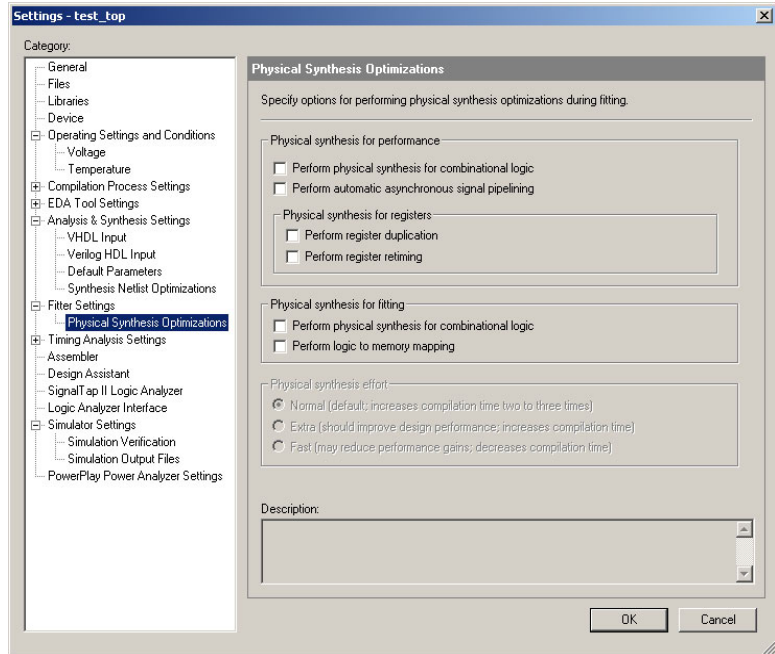 Settings - test_top
Category:
General
Files
Libraries
Device
Operating Settings and Conditions
Voltage
Temperature
Compilation Process Settings
EDA Tool Settings
Analysis & Synthesis Settings
VHDL Input
Verilog HDL Input
Default Parameters
Synthesis Netlist Optimizations
Fitter Settings
Physical Synthesis Optimizations
Timing Analysis Settings
Assembler
Design Assistant
SignalTap II Logic Analyzer
Logic Analyzer Interface
Simulator Settings
Simulation Verification
Simulation Output Files
PowerPlay Power Analyzer Settings
Physical Synthesis Optimizations
Specify options for performing physical synthesis optimizations during fitting.
Physical synthesis for performance
Perform physical synthesis for combinational logic
Perform automatic asynchronous signal pipelining
Physical synthesis for registers
Perform register duplication
Perform register retiming
Physical synthesis for fitting
Perform physical synthesis for combinational logic
Perform logic to memory mapping
Physical synthesis effort
Normal (default; increases compilation time two to three times)
Extra (should improve design performance; increases compilation time)
Fast (may reduce performance gains; decreases compilation time)
Description:
OK
Cancel